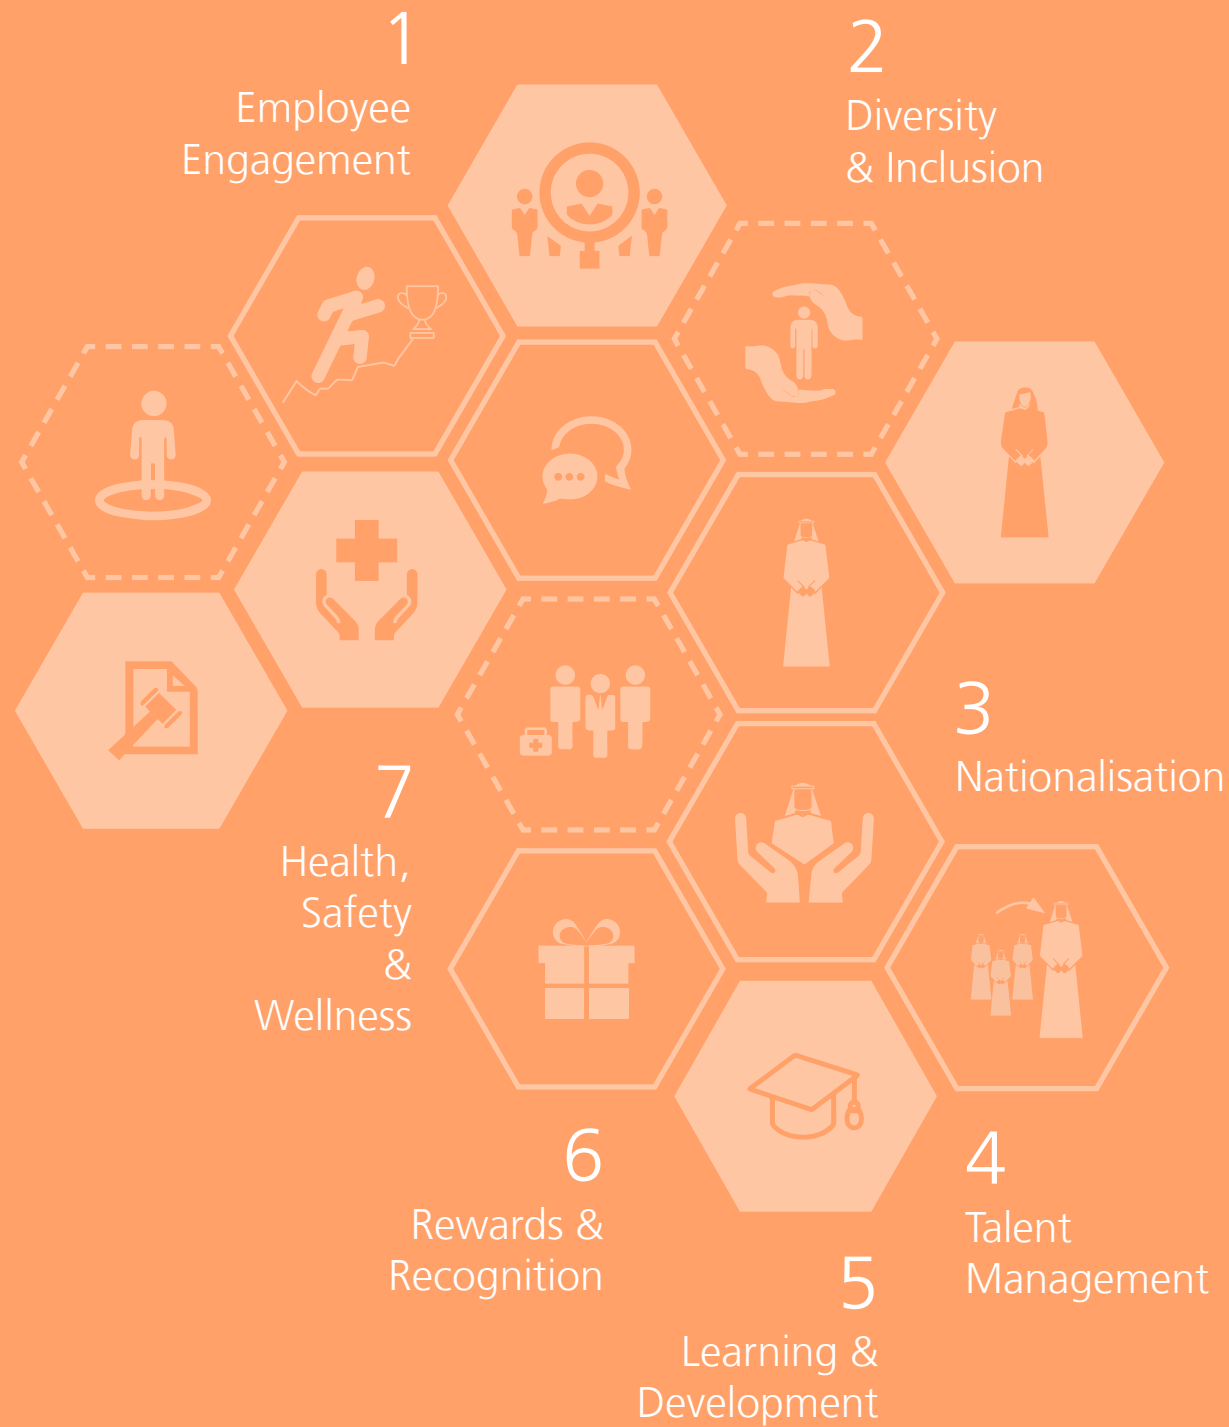 1
Employee
Engagement
2
Diversity
& Inclusion
3
Nationalisation
4
Talent
Management
5
Learning &
Development
6
Rewards &
Recognition
7
Health,
Safety
&
Wellness